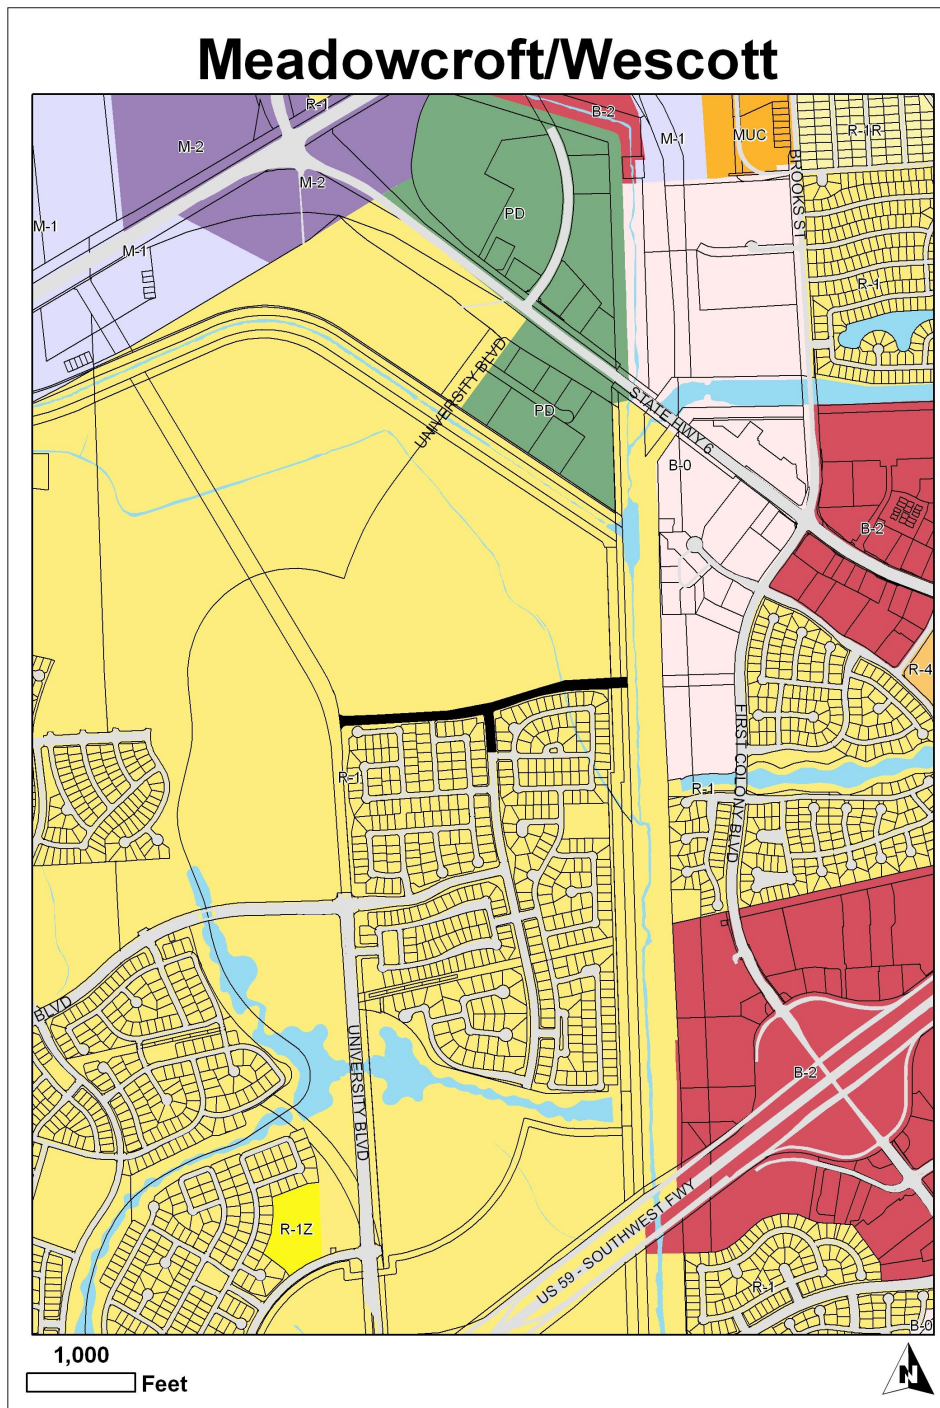 Meadowcroft/Wescott
R-1
B-2
M-2
M-1
MUC
R-1R
M-2
BROOKS ST
PD
M-1
M-1
R-1
UNIVERSITY BLVD
STATE HWY 6
PD
B-0
B-2
R-4
FIRST COLONY BLVD
R-1
R-1
BLVD
UNIVERSITY BLVD
B-2
US 59 - SOUTHWEST FWY
R-1Z
R-1
B-0
1,000
Feet
N